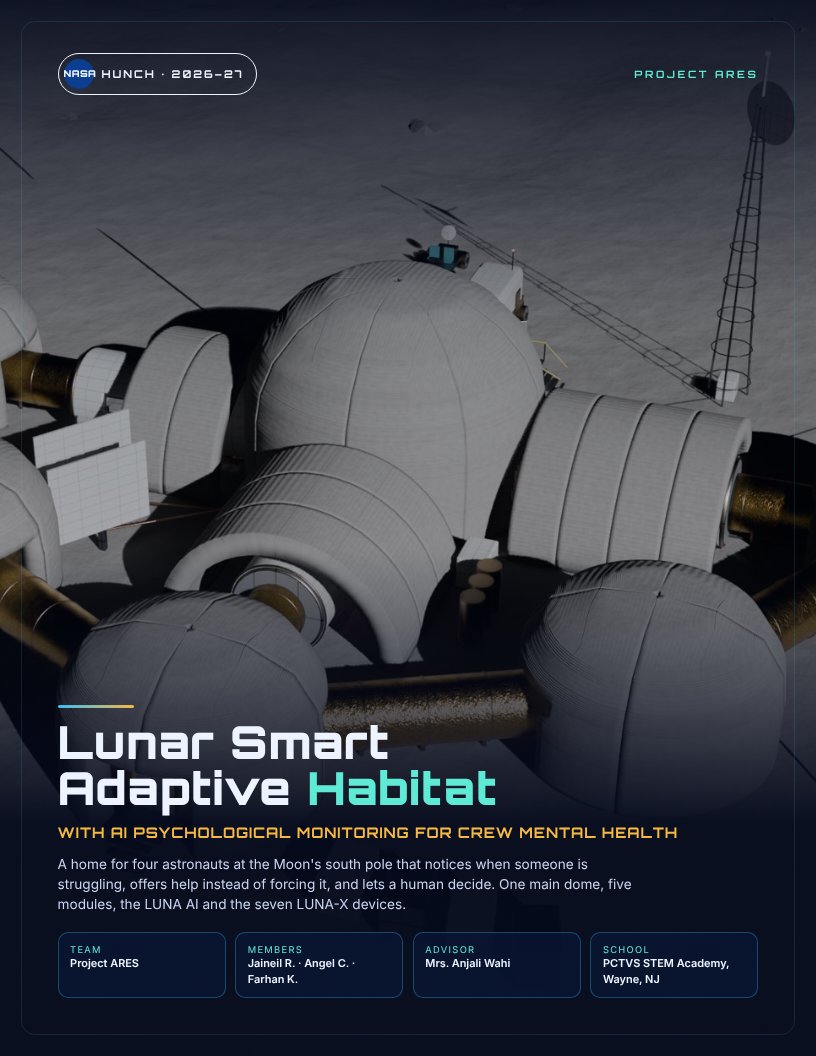 NASA HUNCH · 2026–27
PROJECT ARES
Lunar Smart
Adaptive Habitat
WITH AI PSYCHOLOGICAL MONITORING FOR CREW MENTAL HEALTH
A home for four astronauts at the Moon's south pole that notices when someone is
struggling, offers help instead of forcing it, and lets a human decide. One main dome, five
modules, the LUNA AI and the seven LUNA-X devices.
TEAM
Project ARES
MEMBERS
Jaineil R. · Angel C. ·
Farhan K.
ADVISOR
Mrs. Anjali Wahi
SCHOOL
PCTVS STEM Academy,
Wayne, NJ